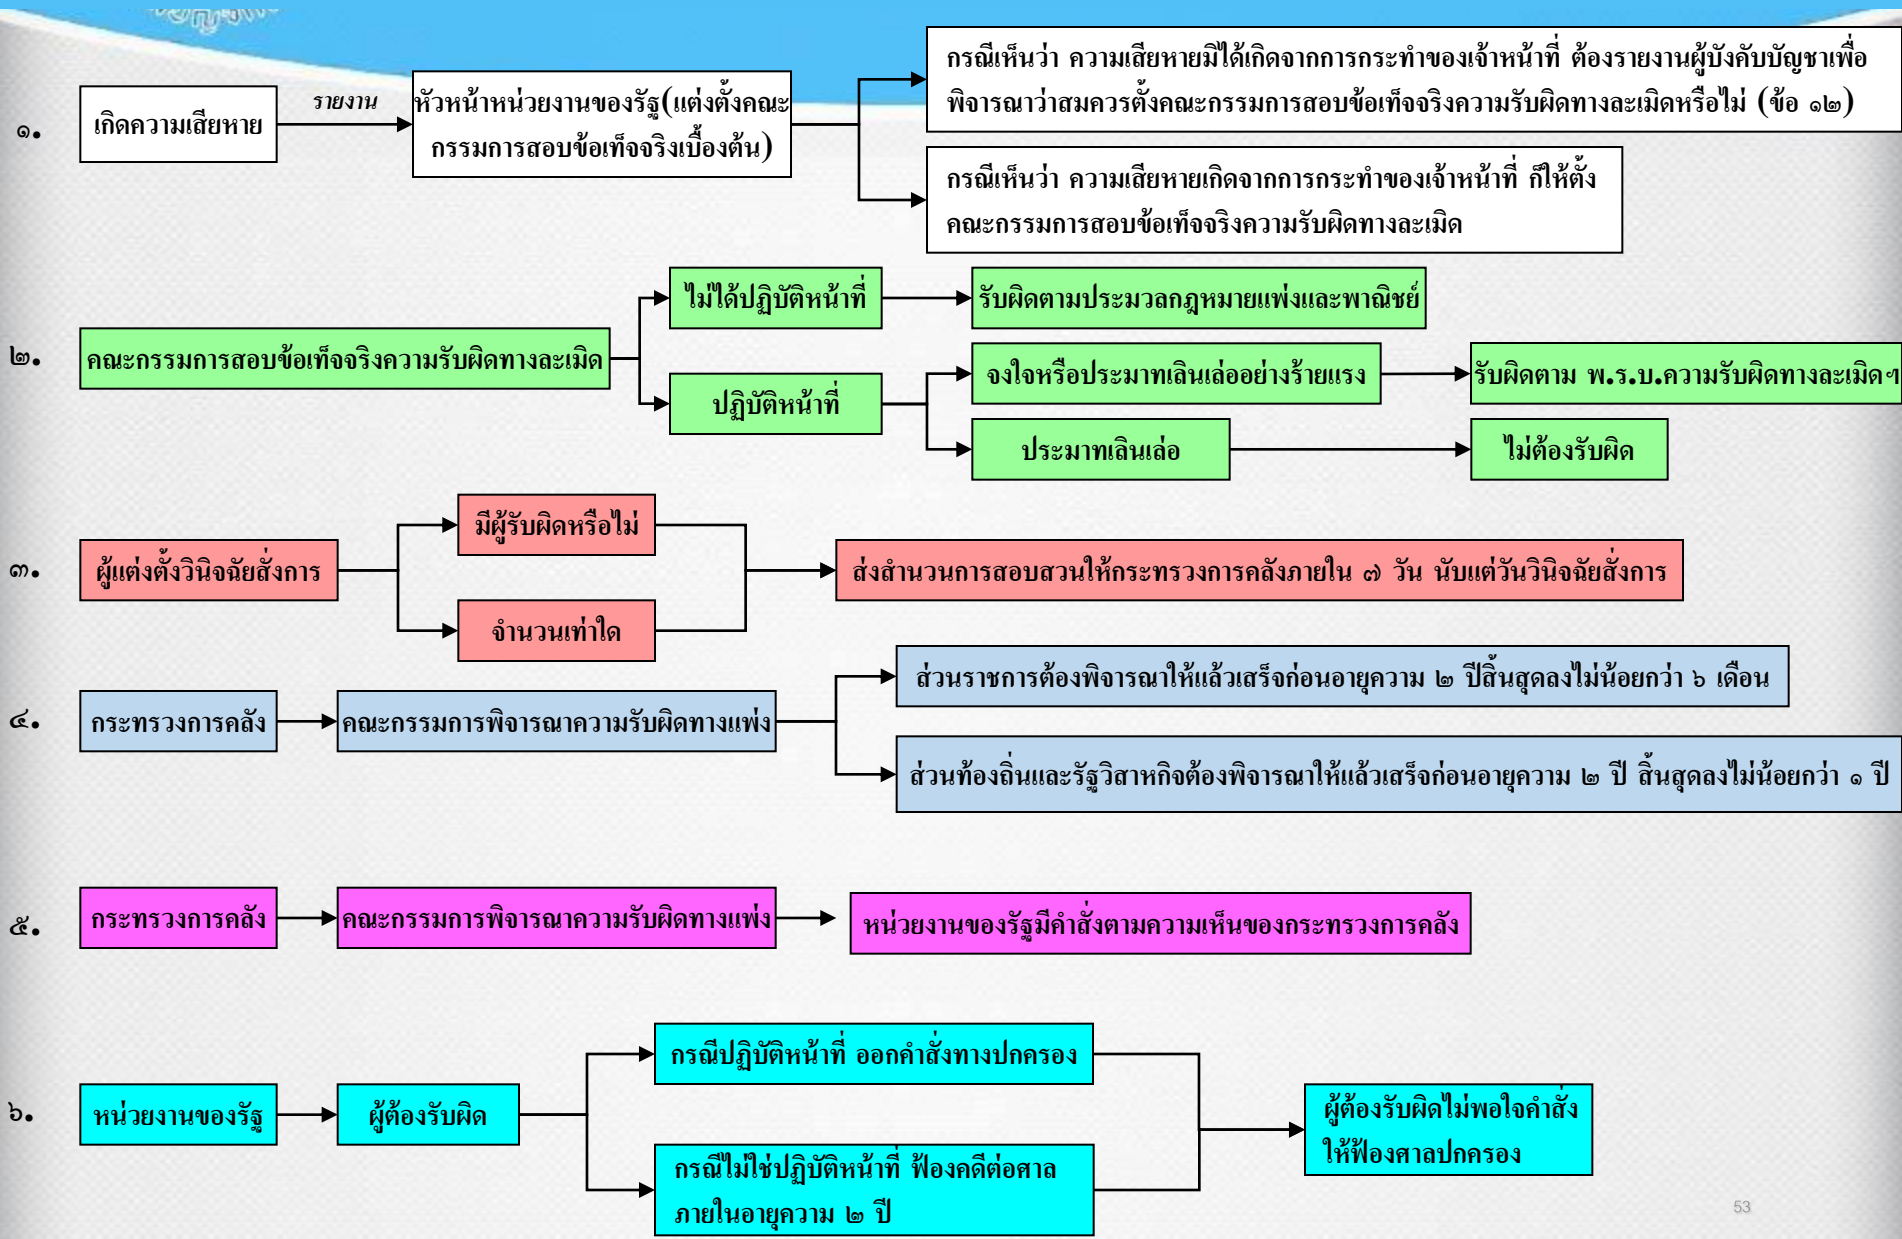 ๑.
เกิดความเสียหาย
รายงาน
หัวหน้าหน่วยงานของรัฐ(แต่งตั้งคณะ
กรรมการสอบข้อเท็จจริงเบื้องต้น)
กรณีเห็นว่า ความเสียหายมิได้เกิดจากการกระทำของเจ้าหน้าที่ ต้องรายงานผู้บังคับบัญชาเพื่อ
พิจารณาว่าสมควรตั้งคณะกรรมการสอบข้อเท็จจริงความรับผิดทางละเมิดหรือไม่ (ข้อ ๑๒)
กรณีเห็นว่า ความเสียหายเกิดจากการกระทำของเจ้าหน้าที่ ก็ให้ตั้ง
คณะกรรมการสอบข้อเท็จจริงความรับผิดทางละเมิด
๒.
คณะกรรมการสอบข้อเท็จจริงความรับผิดทางละเมิด
ไม่ได้ปฏิบัติหน้าที่
รับผิดตามประมวลกฎหมายแพ่งและพาณิชย์
ปฏิบัติหน้าที่
จงใจหรือประมาทเลินเล่ออย่างร้ายแรง
รับผิดตาม พ.ร.บ.ความรับผิดทางละเมิดฯ
ประมาทเลินเล่อ
ไม่ต้องรับผิด
๓.
ผู้แต่งตั้งวินิจฉัยสั่งการ
มีผู้รับผิดหรือไม่
จำนวนเท่าใด
ส่งสำนวนการสอบสวนให้กระทรวงการคลังภายใน ๗ วัน นับแต่วันวินิจฉัยสั่งการ
๔.
กระทรวงการคลัง
คณะกรรมการพิจารณาความรับผิดทางแพ่ง
ส่วนราชการต้องพิจารณาให้แล้วเสร็จก่อนอายุความ ๒ ปีสิ้นสุดลงไม่น้อยกว่า ๖ เดือน
ส่วนท้องถิ่นและรัฐวิสาหกิจต้องพิจารณาให้แล้วเสร็จก่อนอายุความ ๒ ปี สิ้นสุดลงไม่น้อยกว่า ๑ ปี
๕.
กระทรวงการคลัง
คณะกรรมการพิจารณาความรับผิดทางแพ่ง
หน่วยงานของรัฐมีคำสั่งตามความเห็นของกระทรวงการคลัง
๖.
หน่วยงานของรัฐ
ผู้ต้องรับผิด
กรณีปฏิบัติหน้าที่ ออกคำสั่งทางปกครอง
กรณีไม่ใช่ปฏิบัติหน้าที่ ฟ้องคดีต่อศาล
ภายในอายุความ ๒ ปี
ผู้ต้องรับผิดไม่พอใจคำสั่ง
ให้ฟ้องศาลปกครอง
53